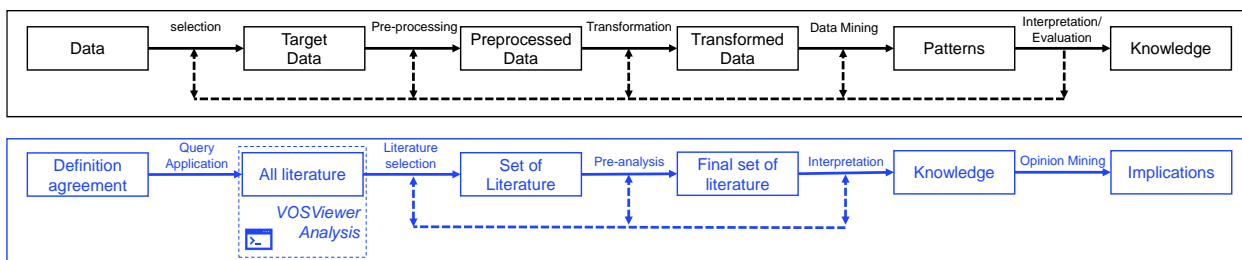 Data
selection
Target
Data
Pre-processing
Preprocessed
Data
Transformation
Transformed
Data
Data Mining
Patterns
Interpretation/
Evaluation
Knowledge
Definition
agreement
Query
Application
All literature
VOSViewer
Analysis
Literature
selection
Set of
Literature
Pre-analysis
Final set of
literature
Interpretation
Knowledge
Opinion Mining
Implications